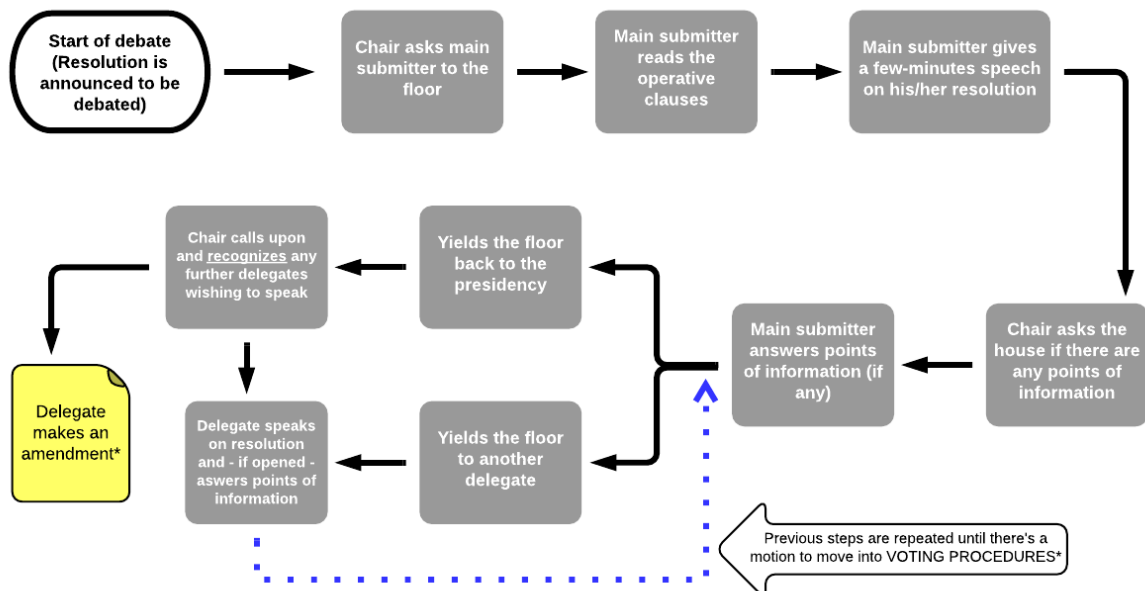 Start of debate
(Resolution is
announced to be
debated)
Chair asks main
submitter to the
floor
Main submitter
reads the
operative
clauses
Main submitter gives
a few-minutes speech
on his/her resolution
Chair asks the
house if there are
any points of
information
Main submitter
answers points
of information (if
any)
Yields the floor
back to the
presidency
Chair calls upon
and recognizes any
further delegates
wishing to speak
Delegate
makes an
amendment*
Yields the floor
to another
delegate
Delegate speaks
on resolution
and - if opened -
aswers points of
information
Previous steps are repeated until there's a
motion to move into VOTING PROCEDURES*